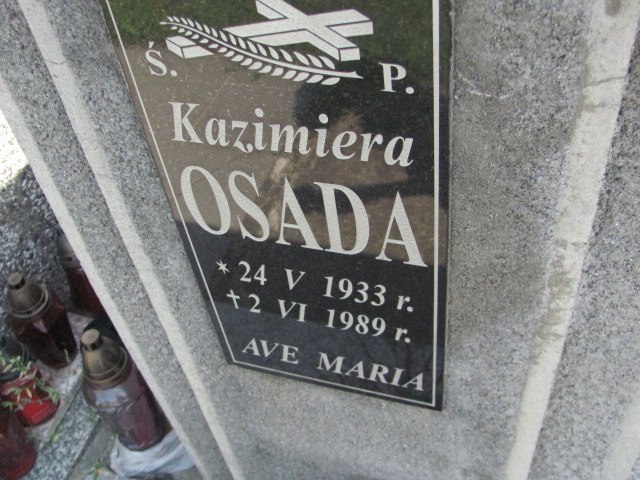 Ś. P.
Kazimiera
OSADA
* 24 V 1933 r.
✝ 2 VI 1989 r.
AVE MARIA